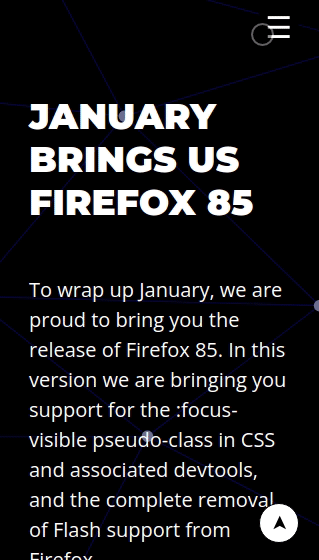 JANUARY
BRINGS US
FIREFOX 85
To wrap up January, we are
proud to bring you the
release of Firefox 85. In this
version we are bringing you
support for the :focus-
visible pseudo-class in CSS
and associated devtools,
and the complete removal
of Flash support from
Firefox